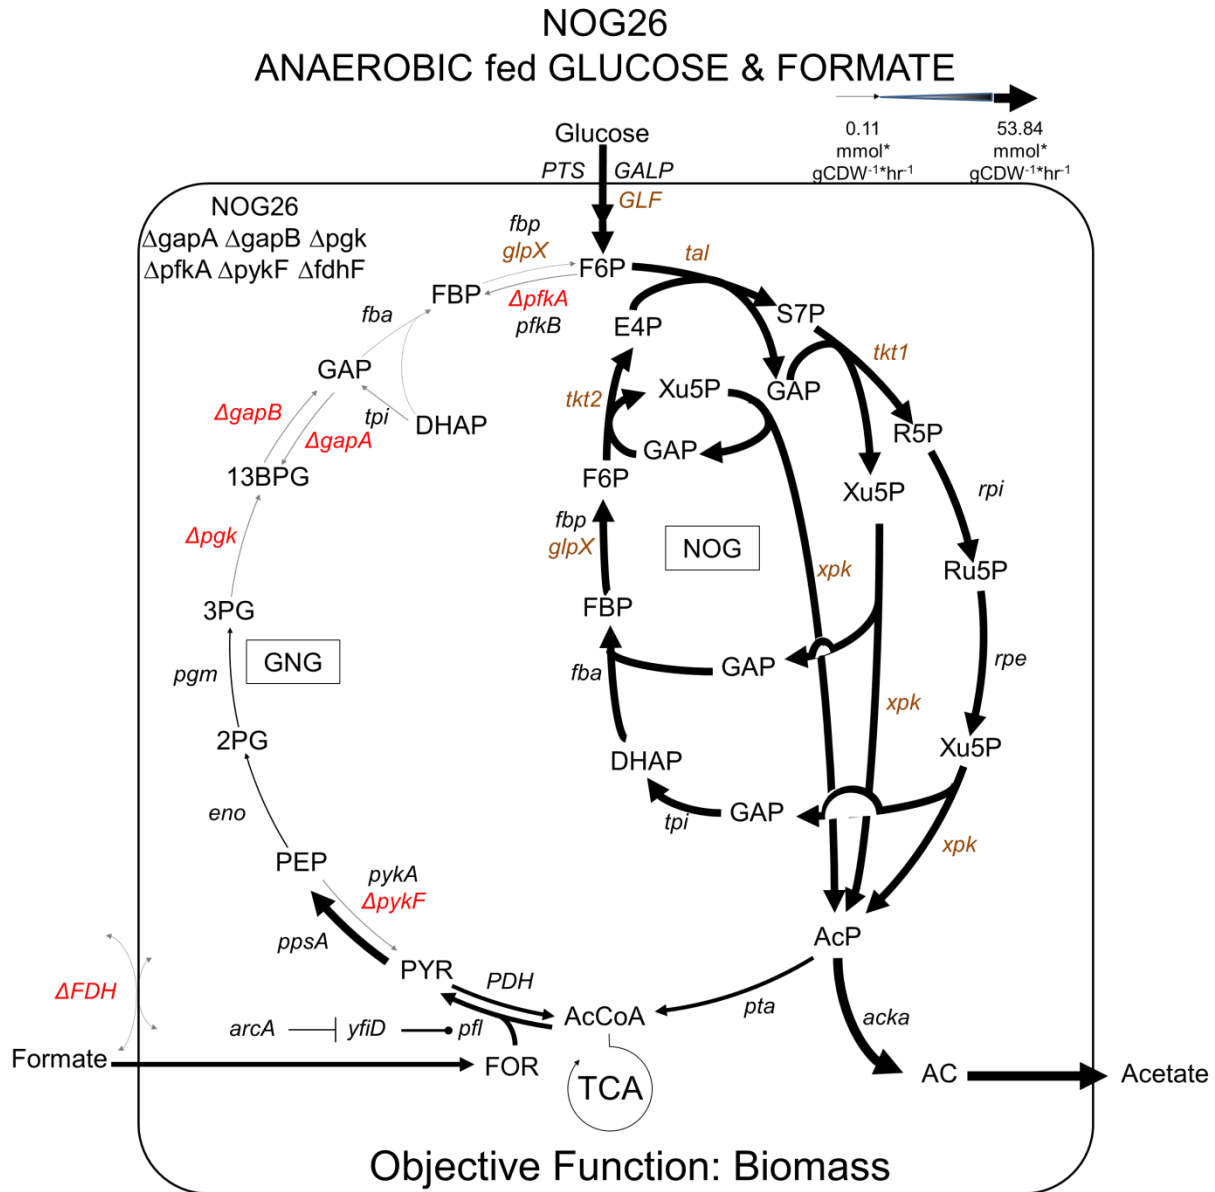 NOG26
ANAEROBIC fed GLUCOSE & FORMATE
0.11
mmol*
gCDW-1*hr-1
53.84
mmol*
gCDW-1*hr-1
Glucose
PTS GALP
GLF
NOG26
ΔgapA ΔgapB Δpgk
ΔpfkA ΔpykF ΔfdhF
fbp
glpX
F6P
tal
FBP
ΔpfkA
pfkB
fba
E4P
S7P
tkt1
GAP
Xu5P
GAP
tkt2
ΔgapB
tpi
DHAP
ΔgapA
R5P
GAP
13BPG
F6P
Xu5P
rpi
fbp
glpX
NOG
Δpgk
xpk
Ru5P
3PG
FBP
GNG
pgm
fba
GAP
rpe
xpk
2PG
DHAP
Xu5P
eno
tpi
GAP
PEP
pykA
ΔpykF
xpk
ppsA
AcP
PYR
PDH
ΔFDH
arcA
yfiD
pfl
AcCoA
pta
acka
Formate
FOR
TCA
AC
Acetate
Objective Function: Biomass